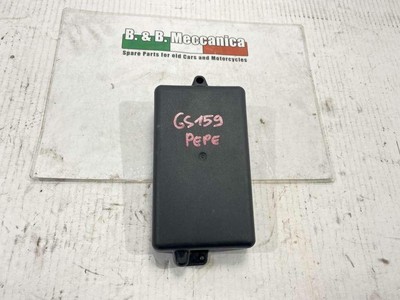 B. & B. Meccanica
Spare Parts for old Cars and Motorcycles
GS159
PEPE